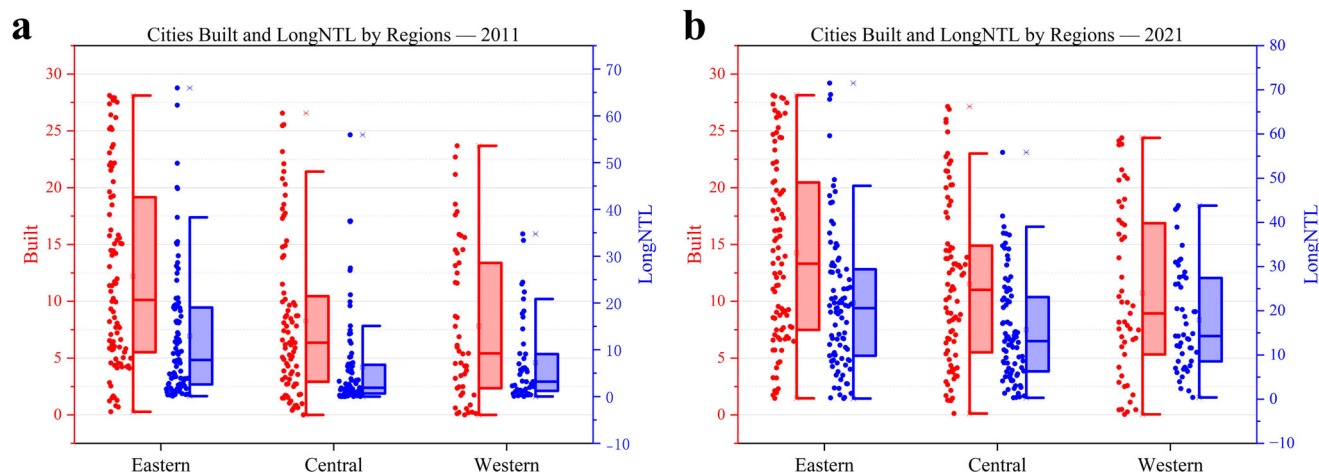 a
Cities Built and LongNTL by Regions — 2011
30
25
20
15
10
5
0
Built
70
60
50
40
30
20
10
0
-10
LongNTL
Eastern
Central
Western
b
Cities Built and LongNTL by Regions — 2021
30
25
20
15
10
5
0
Built
80
70
60
50
40
30
20
10
0
−10
LongNTL
Eastern
Central
Western